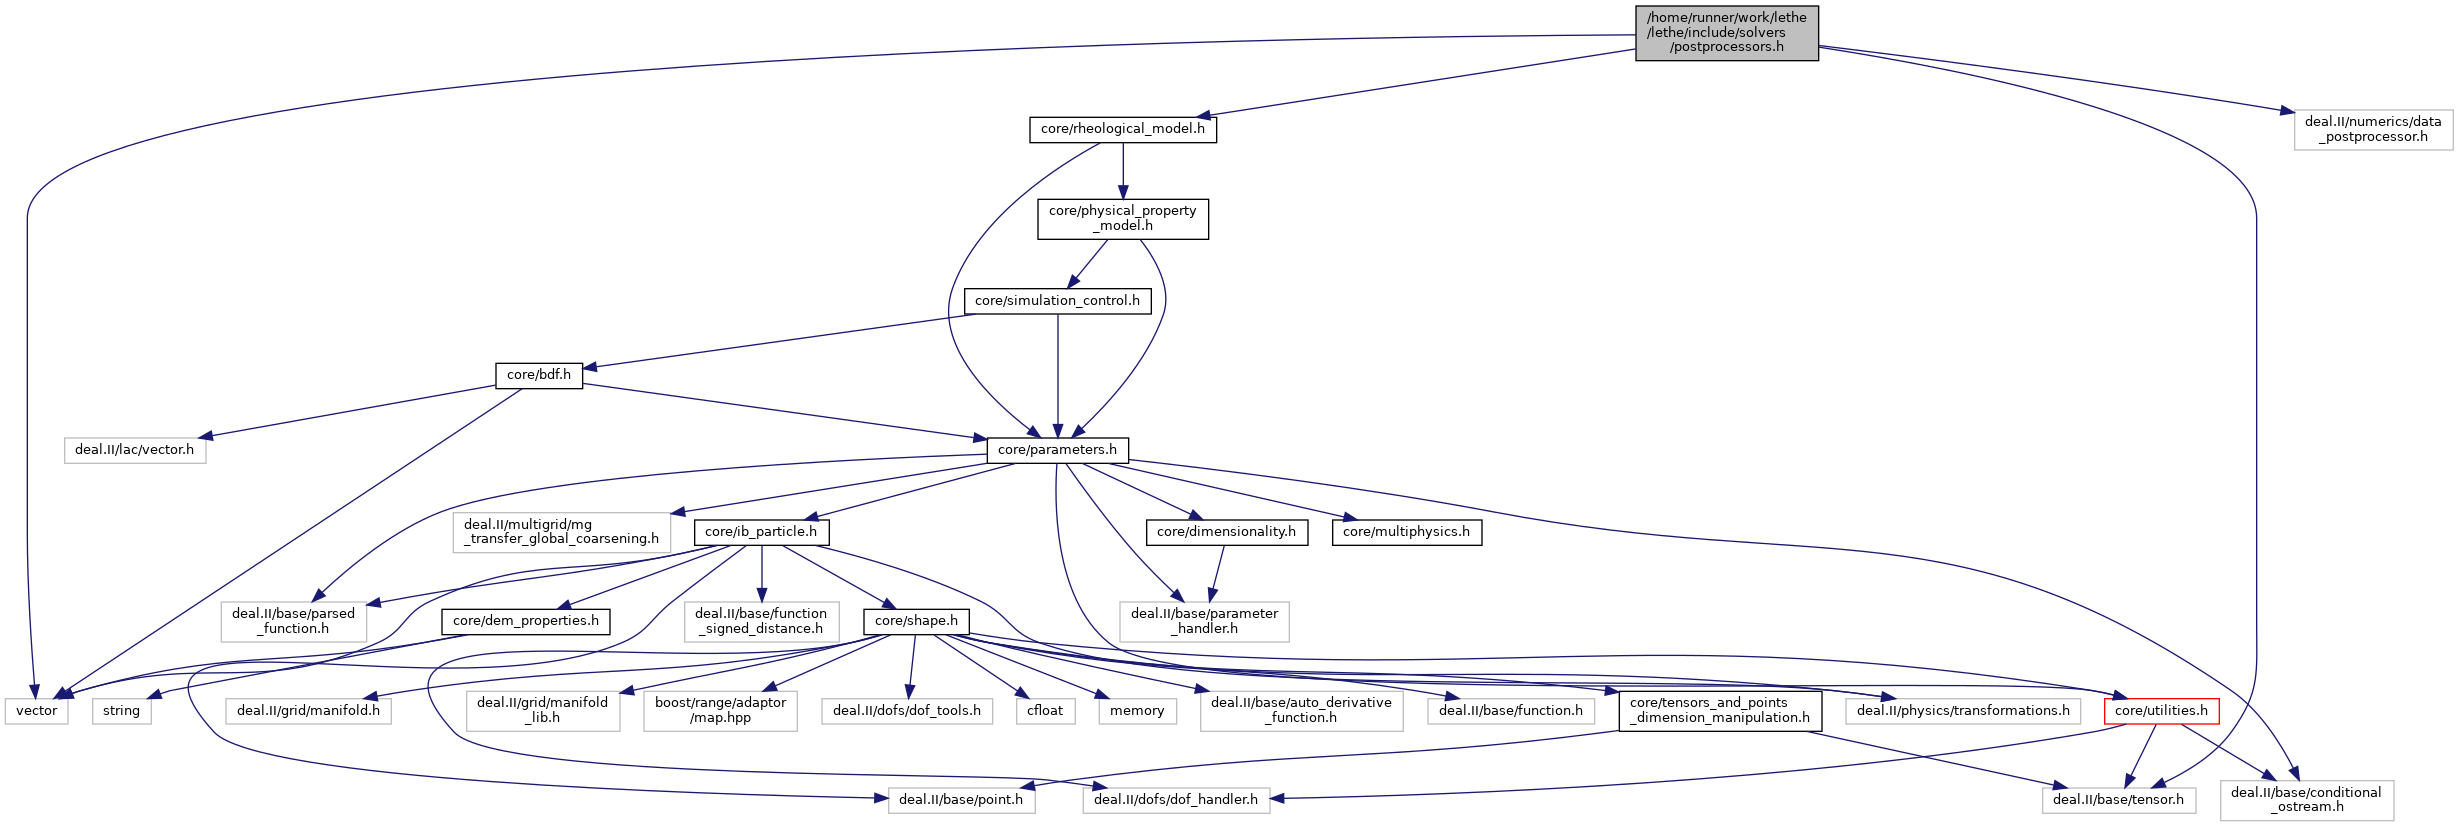 /home/runner/work/lethe
/lethe/include/solvers
/postprocessors.h
core/rheological_model.h
deal.II/numerics/data
_postprocessor.h
core/physical_property
_model.h
core/simulation_control.h
core/bdf.h
deal.II/lac/vector.h
core/parameters.h
deal.II/multigrid/mg
_transfer_global_coarsening.h
core/ib_particle.h
core/dimensionality.h
core/multiphysics.h
deal.II/base/parsed
_function.h
core/dem_properties.h
deal.II/base/function
_signed_distance.h
core/shape.h
deal.II/base/parameter
_handler.h
vector
string
deal.II/grid/manifold.h
deal.II/grid/manifold
_lib.h
boost/range/adaptor
/map.hpp
deal.II/dofs/dof_tools.h
cfloat
memory
deal.II/base/auto_derivative
_function.h
deal.II/base/function.h
core/tensors_and_points
_dimension_manipulation.h
deal.II/physics/transformations.h
core/utilities.h
deal.II/base/point.h
deal.II/dofs/dof_handler.h
deal.II/base/tensor.h
deal.II/base/conditional
_ostream.h